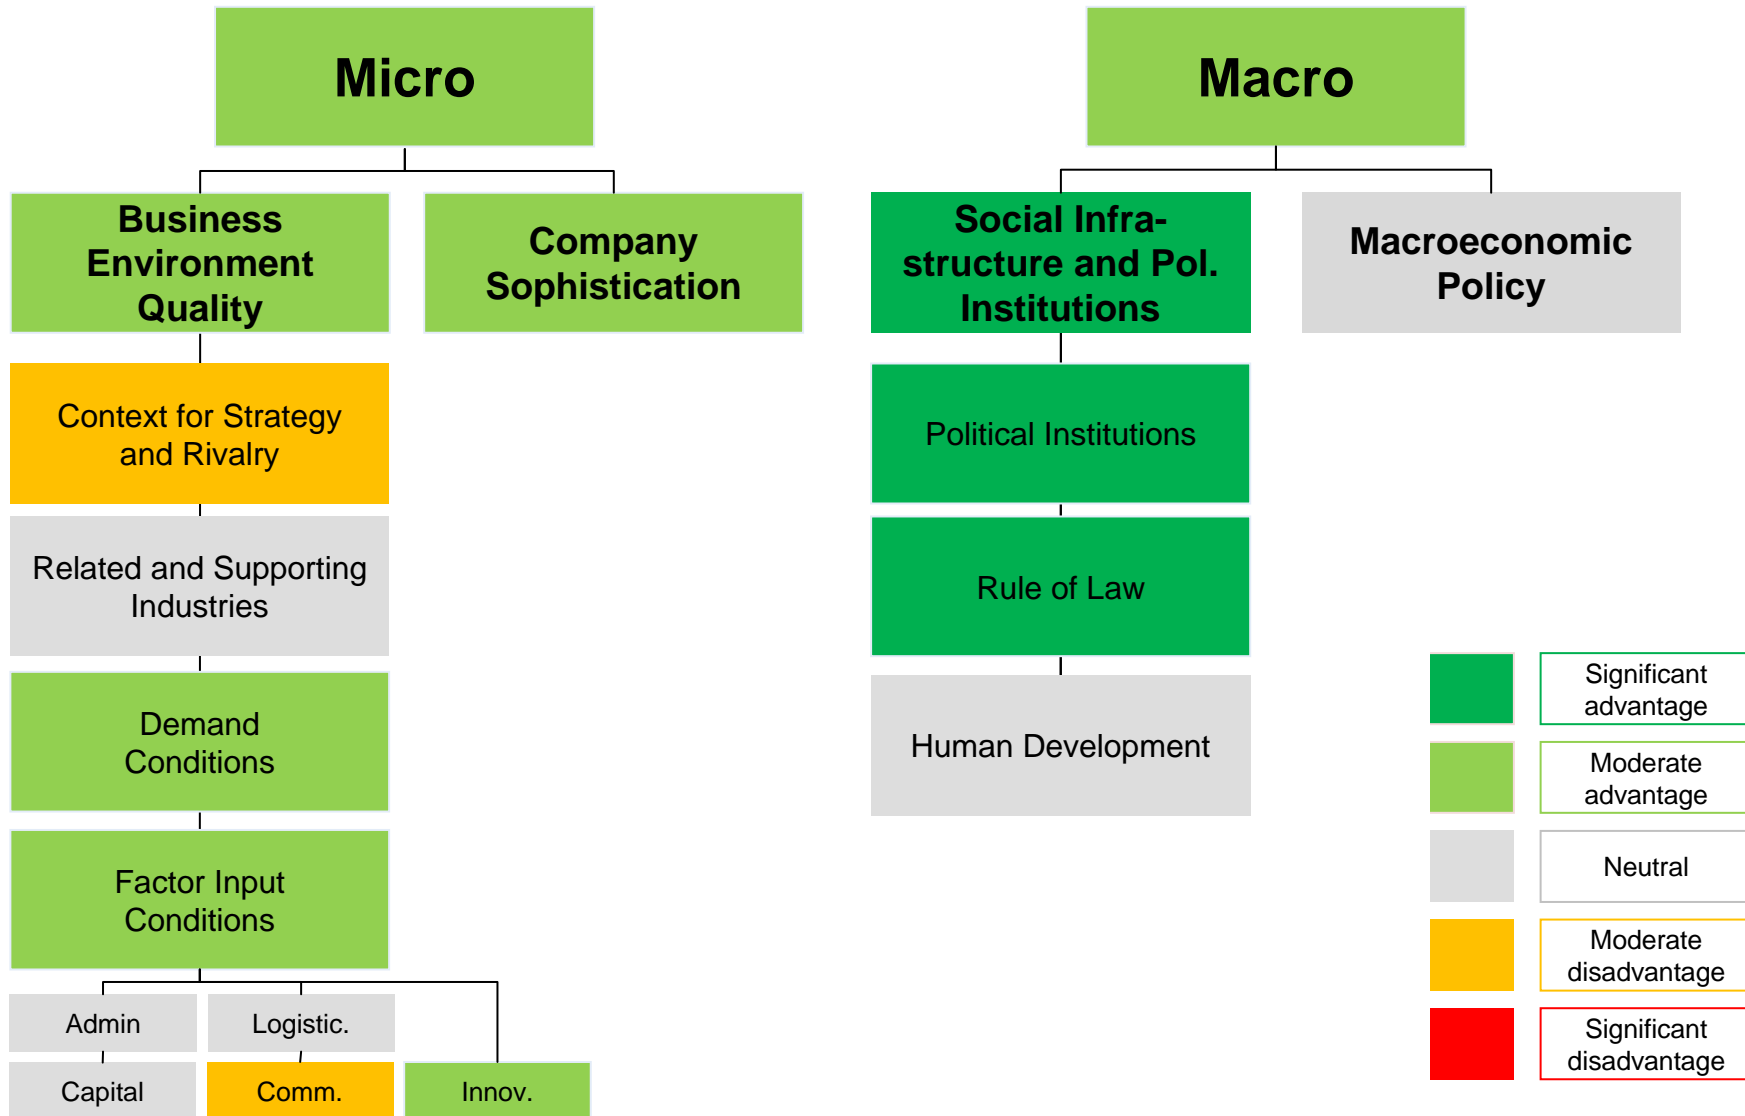 Micro
Macro
Business
Environment
Quality
Company
Sophistication
Social Infra-
structure and Pol.
Institutions
Macroeconomic
Policy
Context for Strategy
and Rivalry
Political Institutions
Related and Supporting
Industries
Rule of Law
Demand
Conditions
Human Development
Factor Input
Conditions
Admin
Logistic.
Capital
Comm.
Innov.
Significant
advantage
Moderate
advantage
Neutral
Moderate
disadvantage
Significant
disadvantage